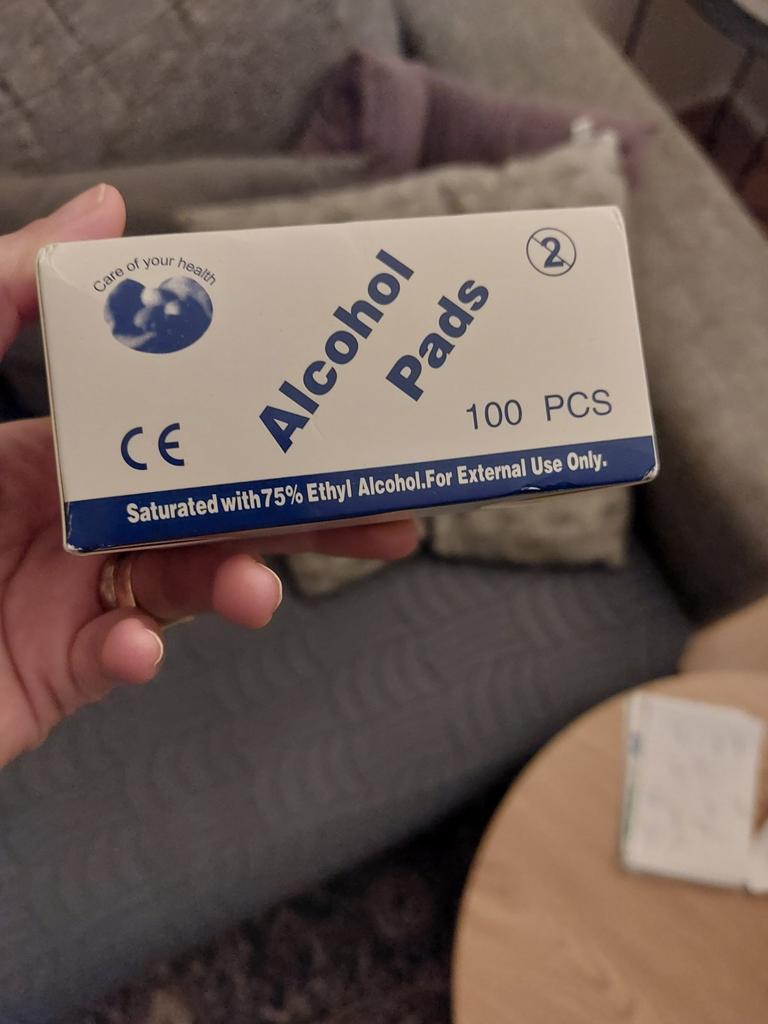 Care of your health
2
Alcohol
Pads
100 PCS
CE
Saturated with 75% Ethyl Alcohol.For External Use Only.